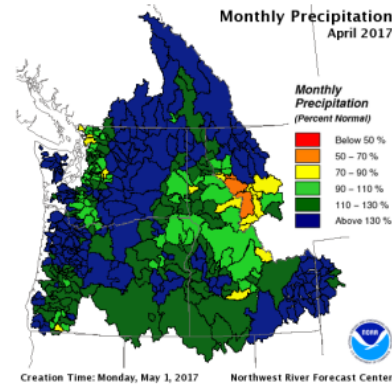 Monthly Precipitation
April 2017
Monthly
Precipitation
(Percent Normal)
Below 50 %
50 - 70 %
70 - 90 %
90 - 110 %
110 - 130 %
Above 130 %
Creation Time: Monday, May 1, 2017
Northwest River Forecast Center